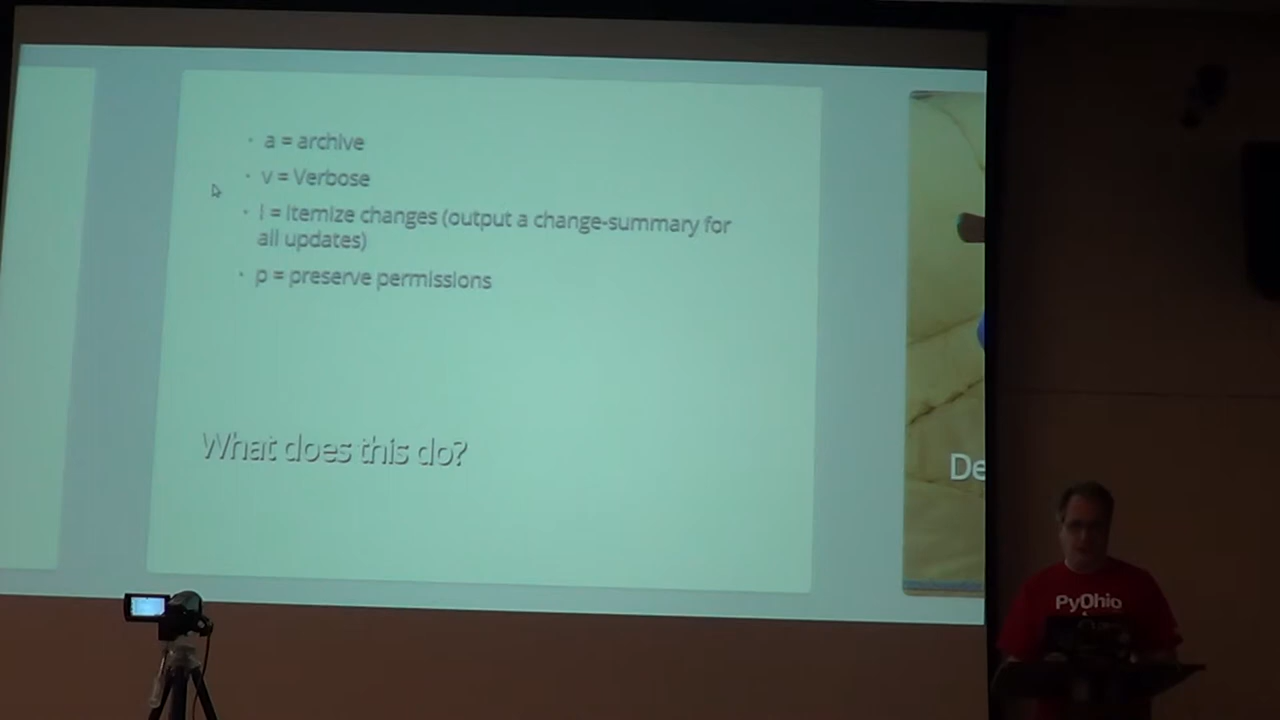 a = archive
v = Verbose
i = itemize changes (output a change-summary for
all updates)
p = preserve permissions
What does this do?
De
PyOhio